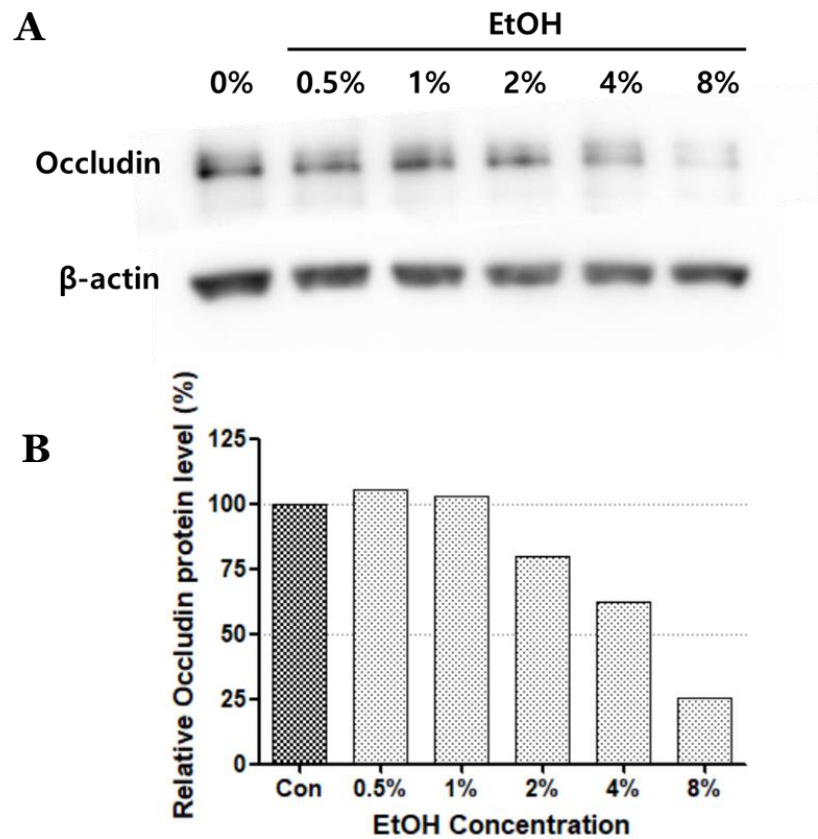 A
EtOH
0% 0.5% 1% 2% 4% 8%
Occludin
β-actin
B
Relative Occludin protein level (%)
125
100
75
50
25
0
Con 0.5% 1% 2% 4% 8%
EtOH Concentration